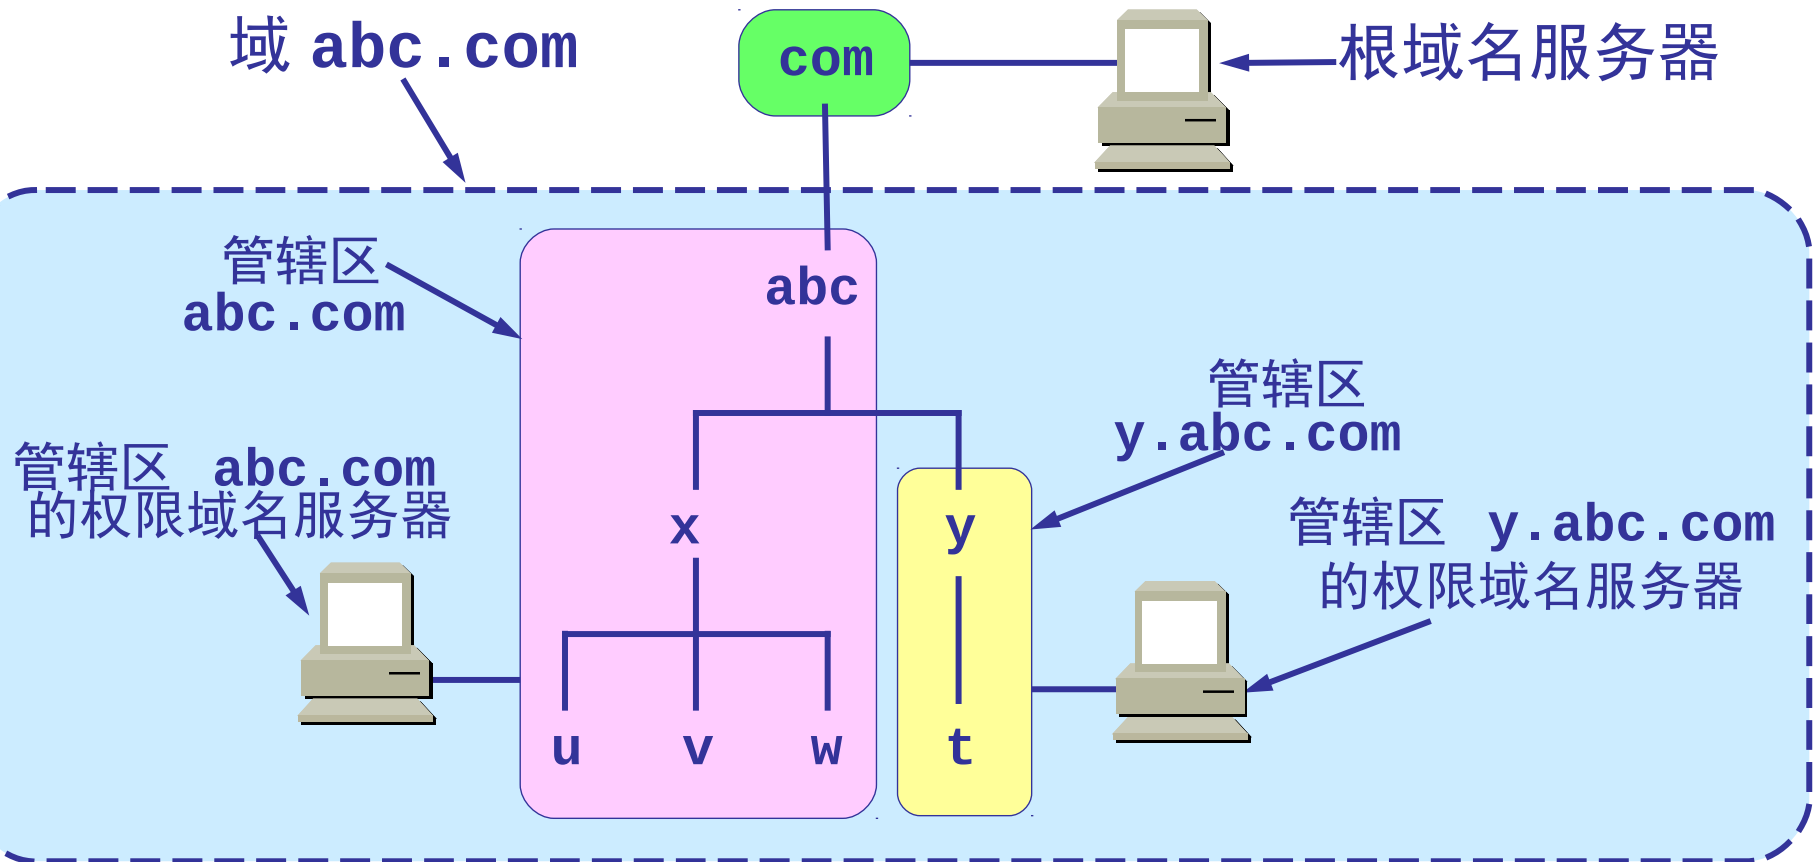 域 abc.com
com
根域名服务器
管辖区
abc.com
abc
管辖区
y.abc.com
管辖区 abc.com
的权限域名服务器
x
y
管辖区 y.abc.com
的权限域名服务器
u
v
w
t